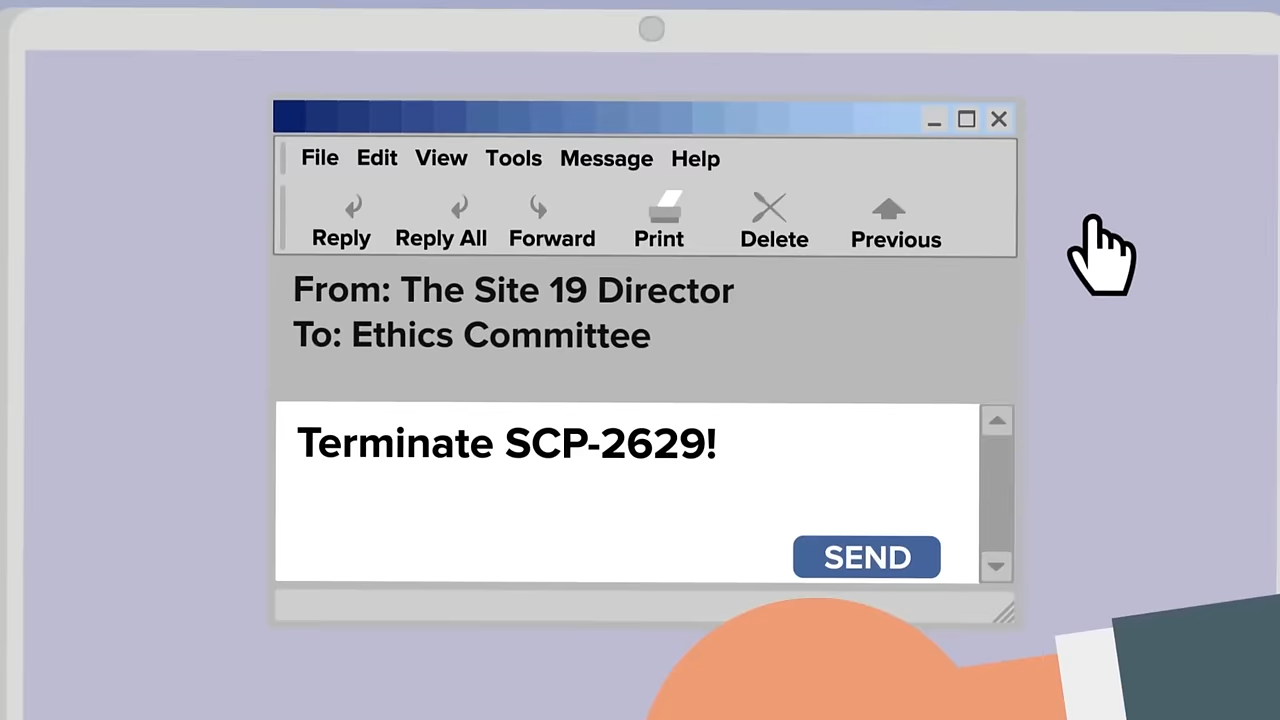 File Edit View Tools Message Help
Reply Reply All Forward Print Delete Previous
From: The Site 19 Director
To: Ethics Committee
Terminate SCP-2629!
SEND